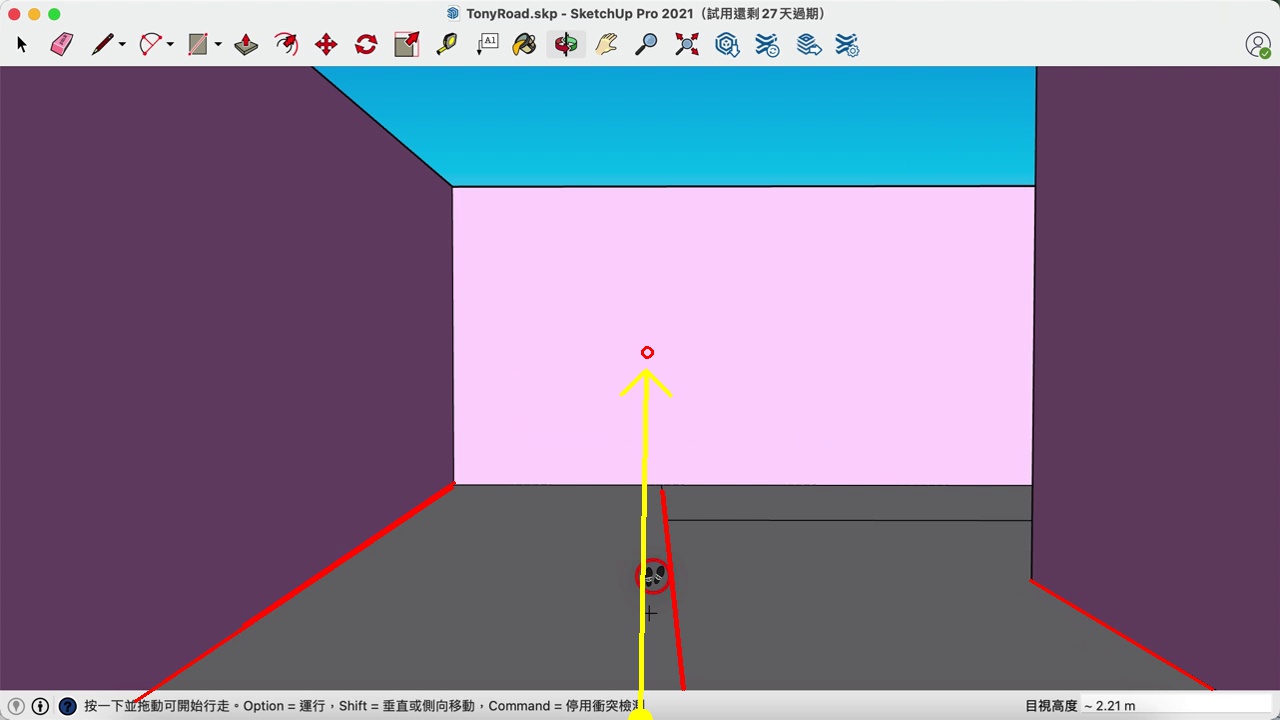 TonyRoad.skp - SketchUp Pro 2021（試用還剩 27 天過期）
A1
按一下並拖動可開始行走。Option = 運行，Shift = 垂直或側向移動，Command = 停用衝突檢測
目視高度 ~ 2.21 m